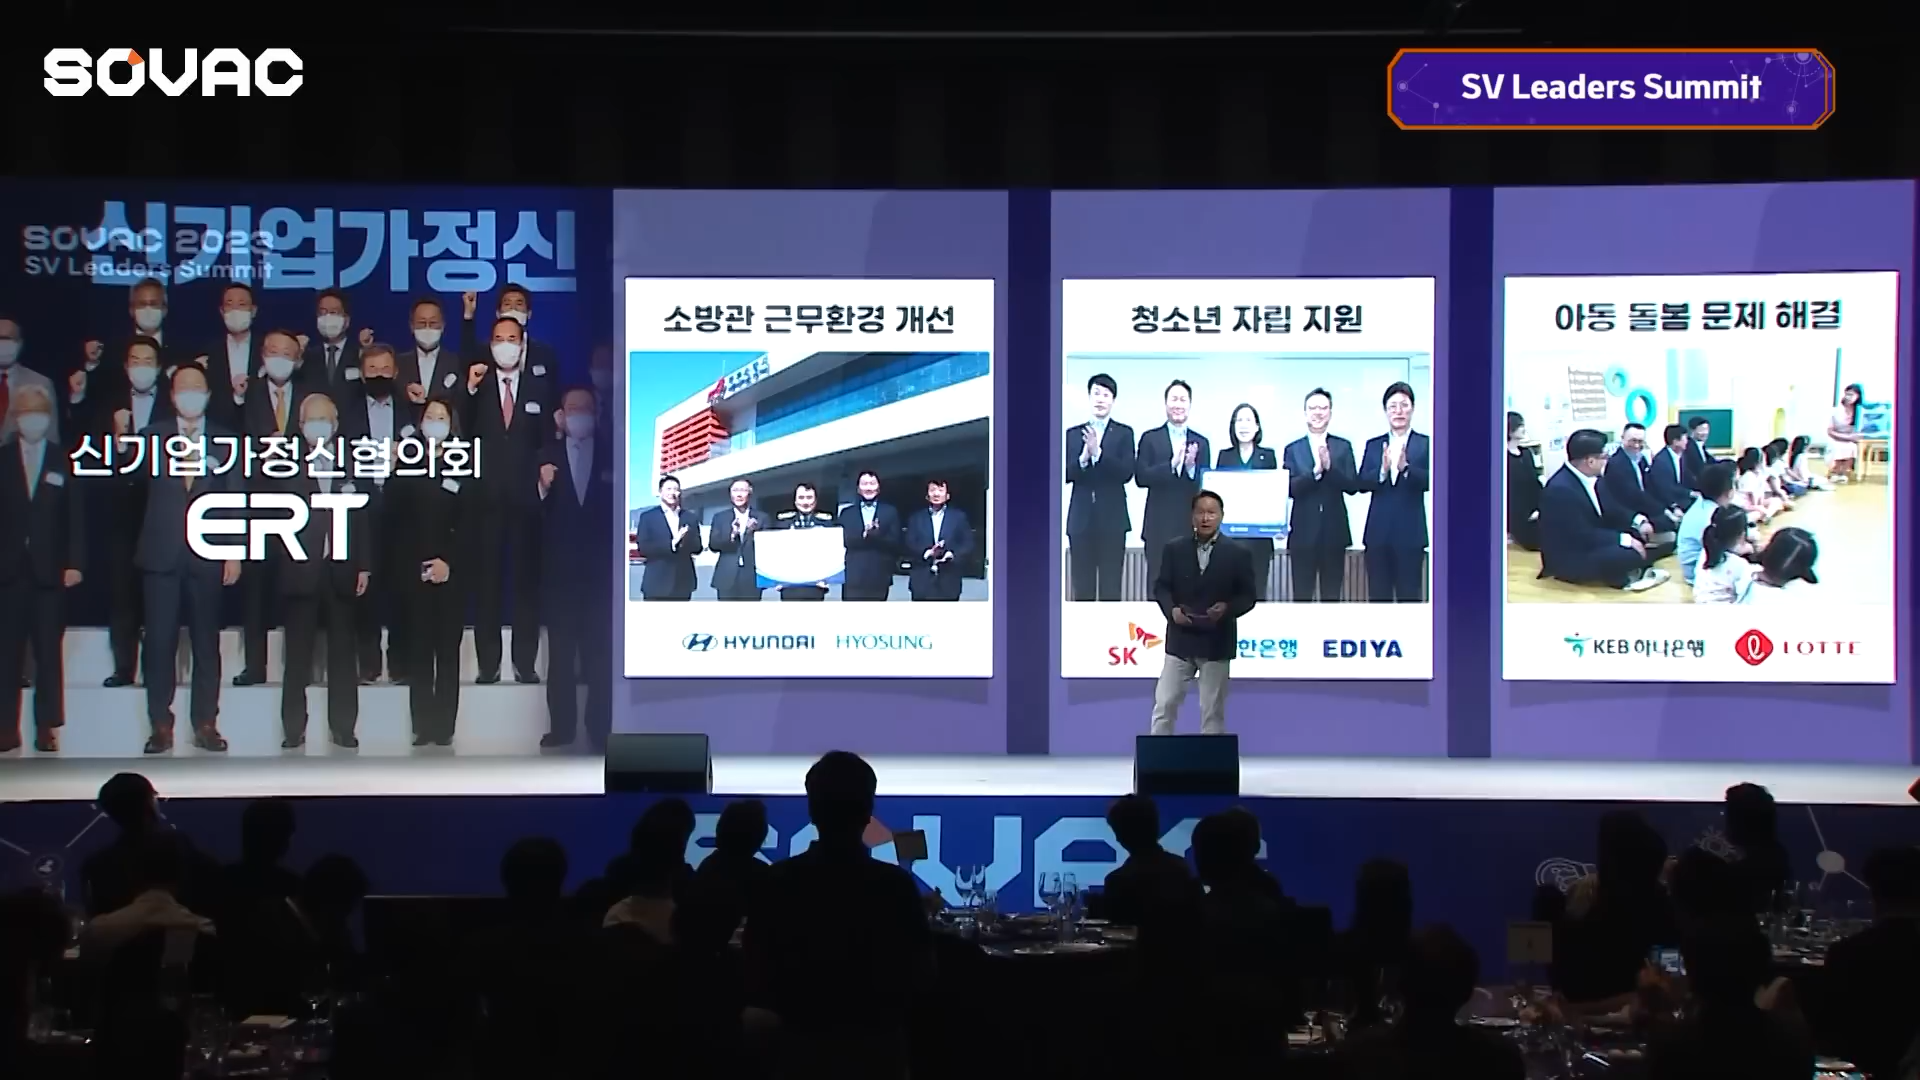 SOVAC
SV Leaders Summit
신기업가정신
SOVAC 2023
SV Leaders Summit
신기업가정신협의회
ERT
소방관 근무환경 개선
HYUNDAI HYOSUNG
청소년 자립 지원
SK 한은행 EDIYA
아동 돌봄 문제 해결
KEB 하나은행 LOTTE
SOVAC